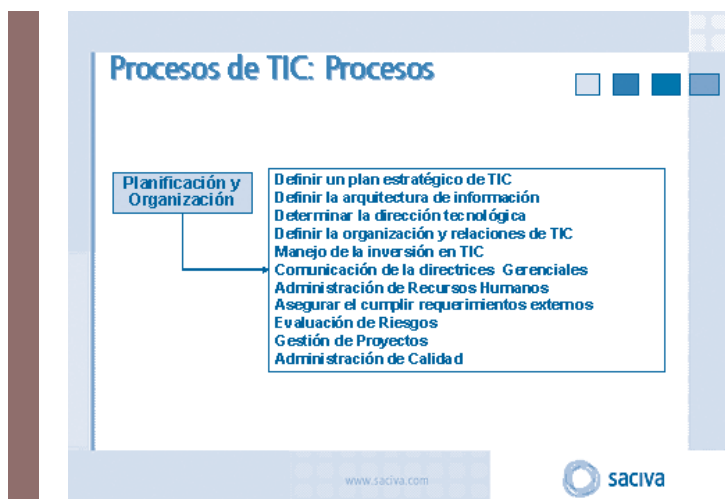 Procesos de TIC: Procesos
Planificación y
Organización
Definir un plan estratégico de TIC
Definir la arquitectura de información
Determinar la dirección tecnológica
Definir la organización y relaciones de TIC
Manejo de la inversión en TIC
Comunicación de la directrices Gerenciales
Administración de Recursos Humanos
Asegurar el cumplir requerimientos externos
Evaluación de Riesgos
Gestión de Proyectos
Administración de Calidad
www.saciva.com
saciva